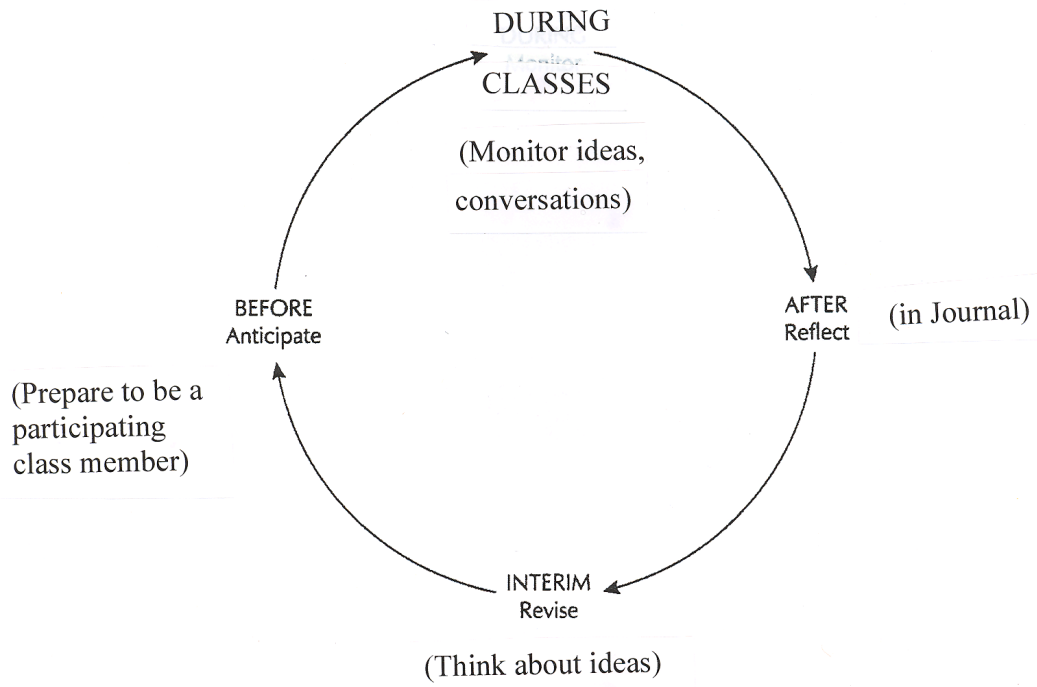 DURING
CLASSES
(Monitor ideas,
conversations)
BEFORE
Anticipate
AFTER
Reflect
(in Journal)
(Prepare to be a
participating
class member)
INTERIM
Revise
(Think about ideas)